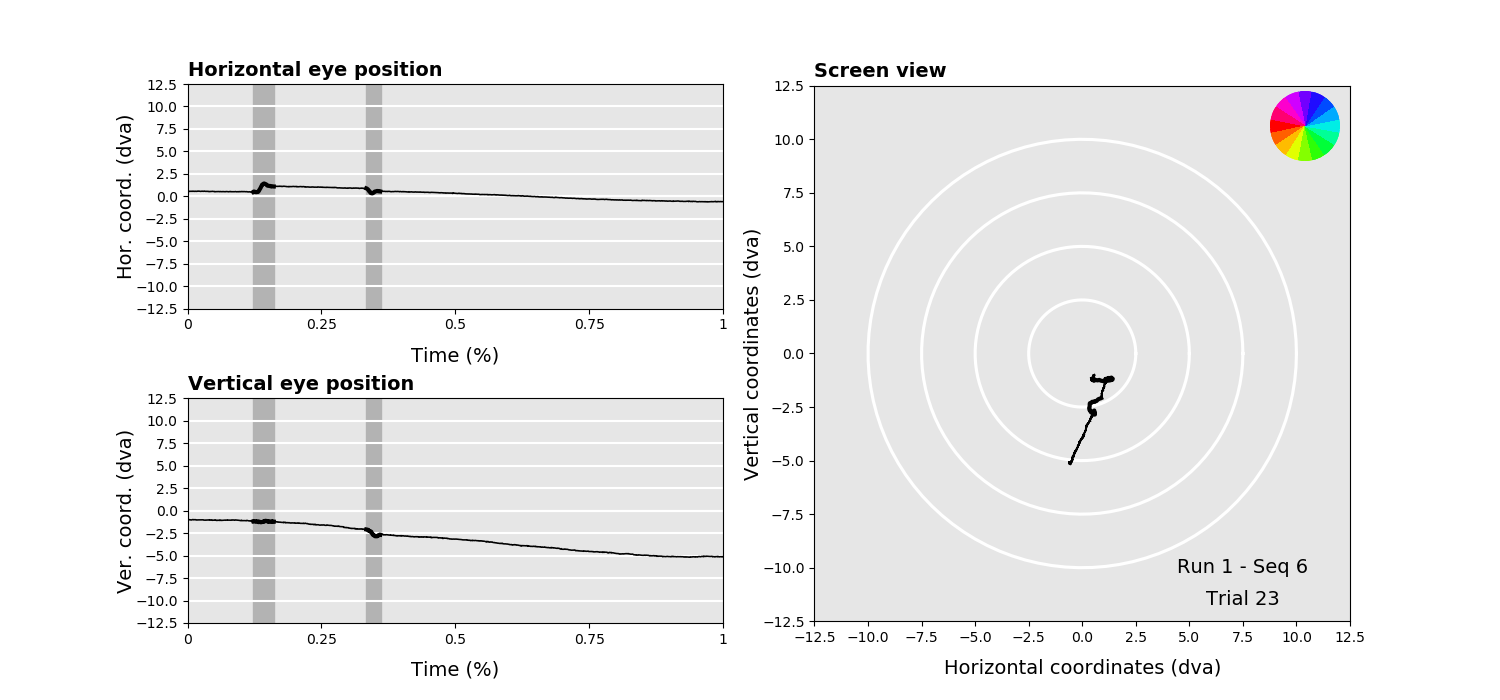 Horizontal eye position
Hor. coord. (dva)
12.5
10.0
7.5
5.0
2.5
0.0
−2.5
−5.0
−7.5
−10.0
−12.5
0 0.25 0.5 0.75 1
Time (%)
Vertical eye position
Ver. coord. (dva)
12.5
10.0
7.5
5.0
2.5
0.0
−2.5
−5.0
−7.5
−10.0
−12.5
0 0.25 0.5 0.75 1
Time (%)
Screen view
Vertical coordinates (dva)
12.5
10.0
7.5
5.0
2.5
0.0
−2.5
−5.0
−7.5
−10.0
−12.5
Run 1 - Seq 6
Trial 23
−12.5 −10.0 −7.5 −5.0 −2.5 0.0 2.5 5.0 7.5 10.0 12.5
Horizontal coordinates (dva)